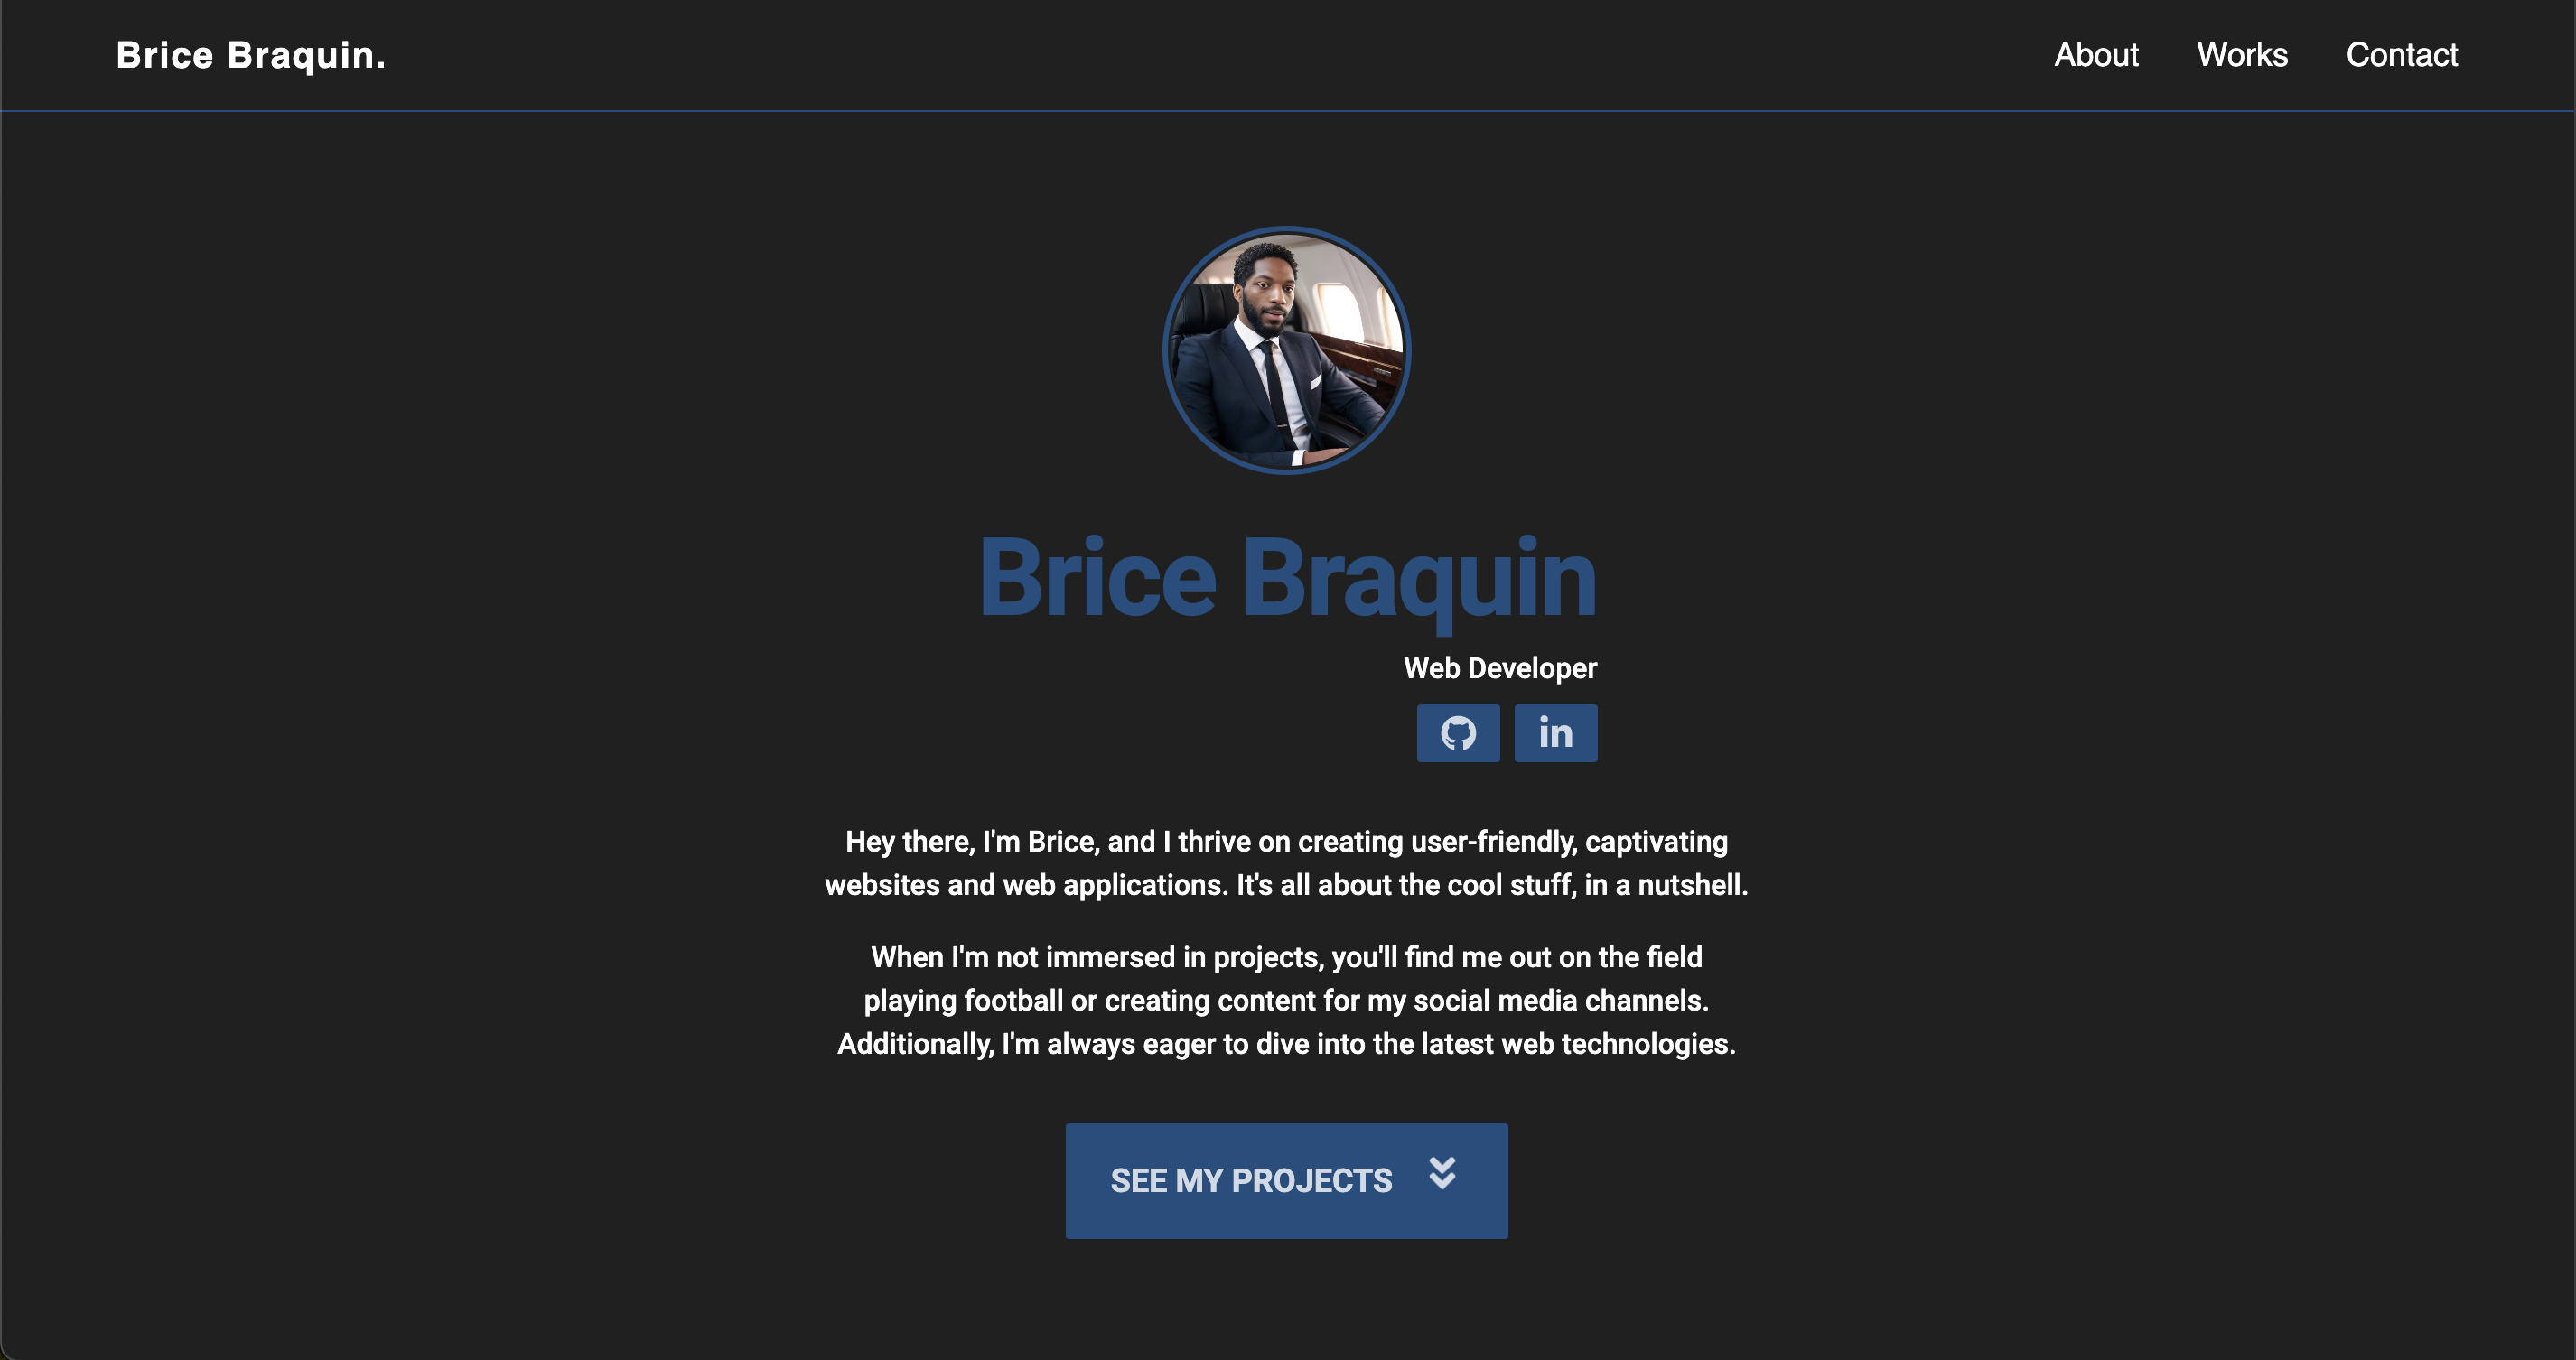 Brice Braquin.
About Works Contact
Brice Braquin
Web Developer
in
Hey there, I'm Brice, and I thrive on creating user-friendly, captivating
websites and web applications. It's all about the cool stuff, in a nutshell.
When I'm not immersed in projects, you'll find me out on the field
playing football or creating content for my social media channels.
Additionally, I'm always eager to dive into the latest web technologies.
SEE MY PROJECTS